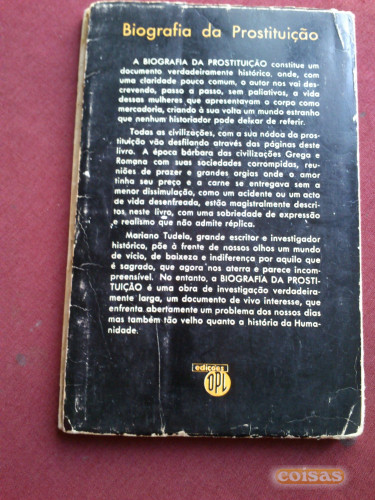 Biografia da Prostituição
A BIOGRAFIA DA PROSTITUIÇÃO constitue um
documento verdadeiramente histórico, onde, com
uma claridade pouco comum, o autor nos vai des-
crevendo, passo a passo, sem paliativos, a vida
dessas mulheres que apresentavam o corpo como
mercadoria, criando à sua volta um mundo estranho
que nenhum historiador pode deixar de referir.
Todas as civilizações, com a sua nódoa da pros-
tituição vão desfilando através das páginas deste
livro. A época bárbara das civilizações Grega e
Romana com suas sociedades corrompidas, reuni-
ões de prazer e grandes orgias onde o amor
tinha seu preço e a carne se entregava sem a
menor dissimulação, como um acidente ou um acto
de vida desenfreada, estão magistralmente descri-
tos, neste livro, com uma sobriedade de expressão
e realismo que não admite réplica.
Mariano Tudela, grande escritor e investigador
histórico, põe à frente de nossos olhos um mundo
de vício, de baixeza e indiferença por aquilo que
é sagrado, que agora nos aterra e parece incom-
preensível. No entanto, a BIOGRAFIA DA PROSTI-
TUIÇÃO é uma obra de investigação verdadeira-
mente larga, um documento de vivo interesse, que
enfrenta abertamente um problema dos nossos dias
mas também tão velho quanto a história da Huma-
nidade.
edições
DPL
coisas